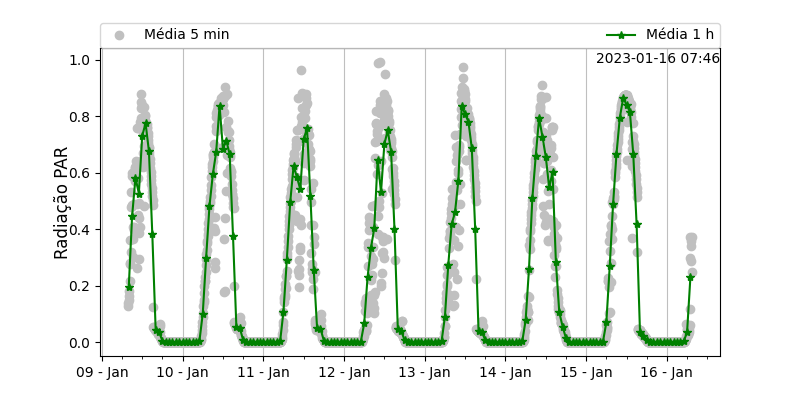 Média 5 min
Média 1 h
2023-01-16 07:46
Radiação PAR
1.0
0.8
0.6
0.4
0.2
0.0
09 - Jan
10 - Jan
11 - Jan
12 - Jan
13 - Jan
14 - Jan
15 - Jan
16 - Jan